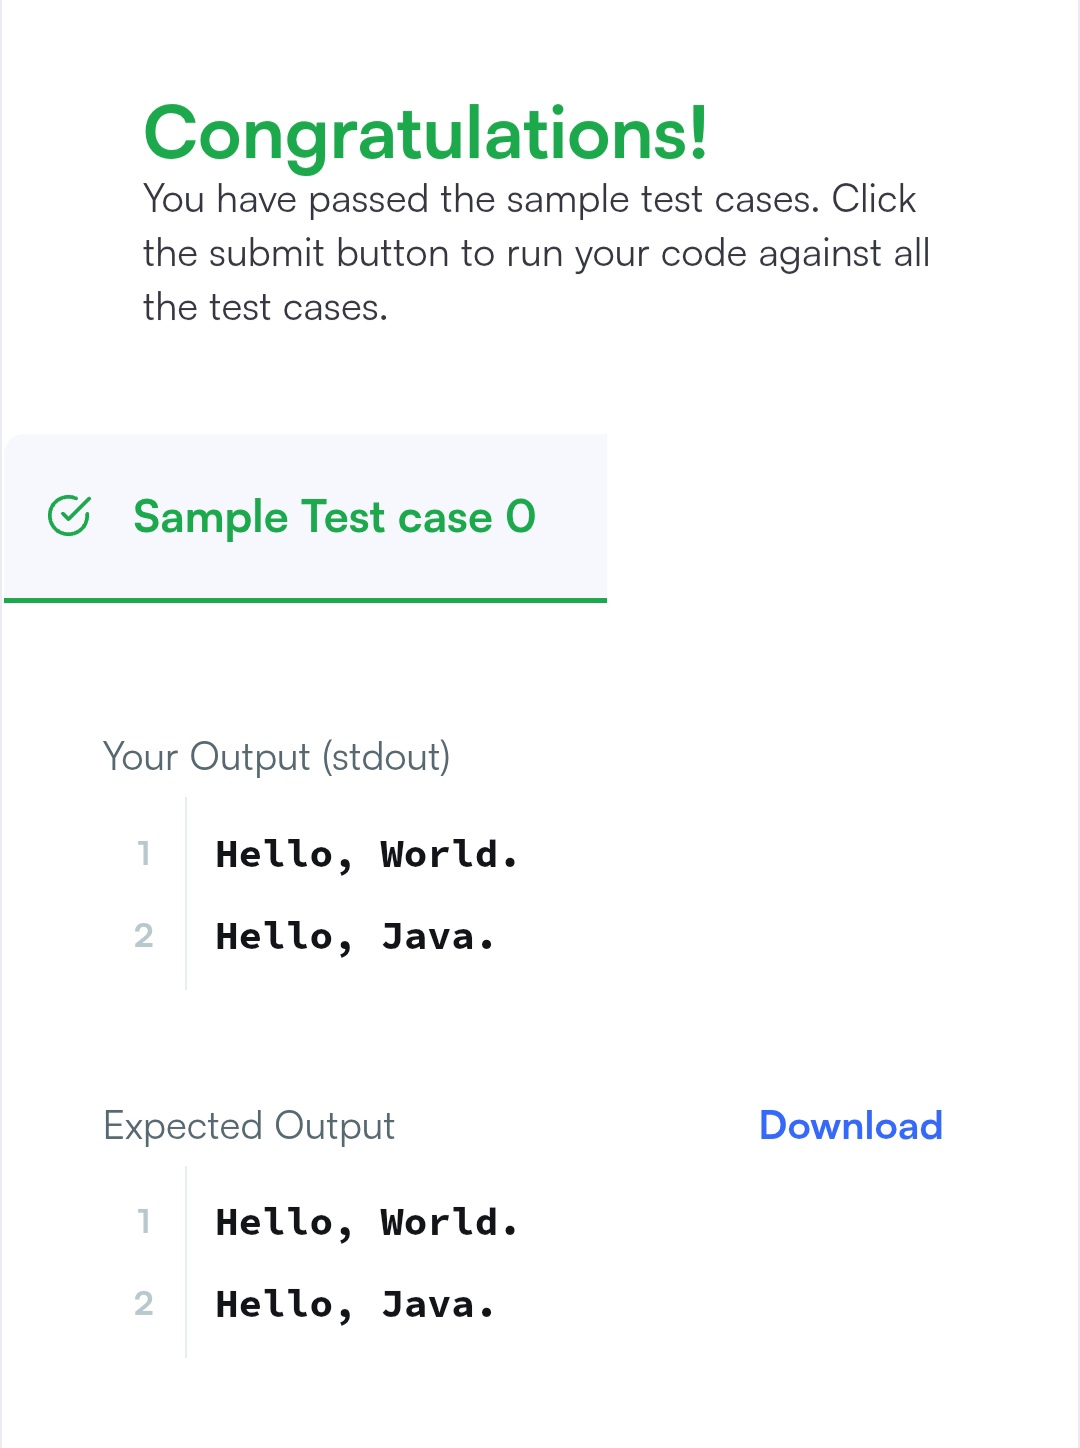 Congratulations!
You have passed the sample test cases. Click
the submit button to run your code against all
the test cases.
Sample Test case 0
Your Output (stdout)
1 Hello, World.
2 Hello, Java.
Expected Output Download
1 Hello, World.
2 Hello, Java.